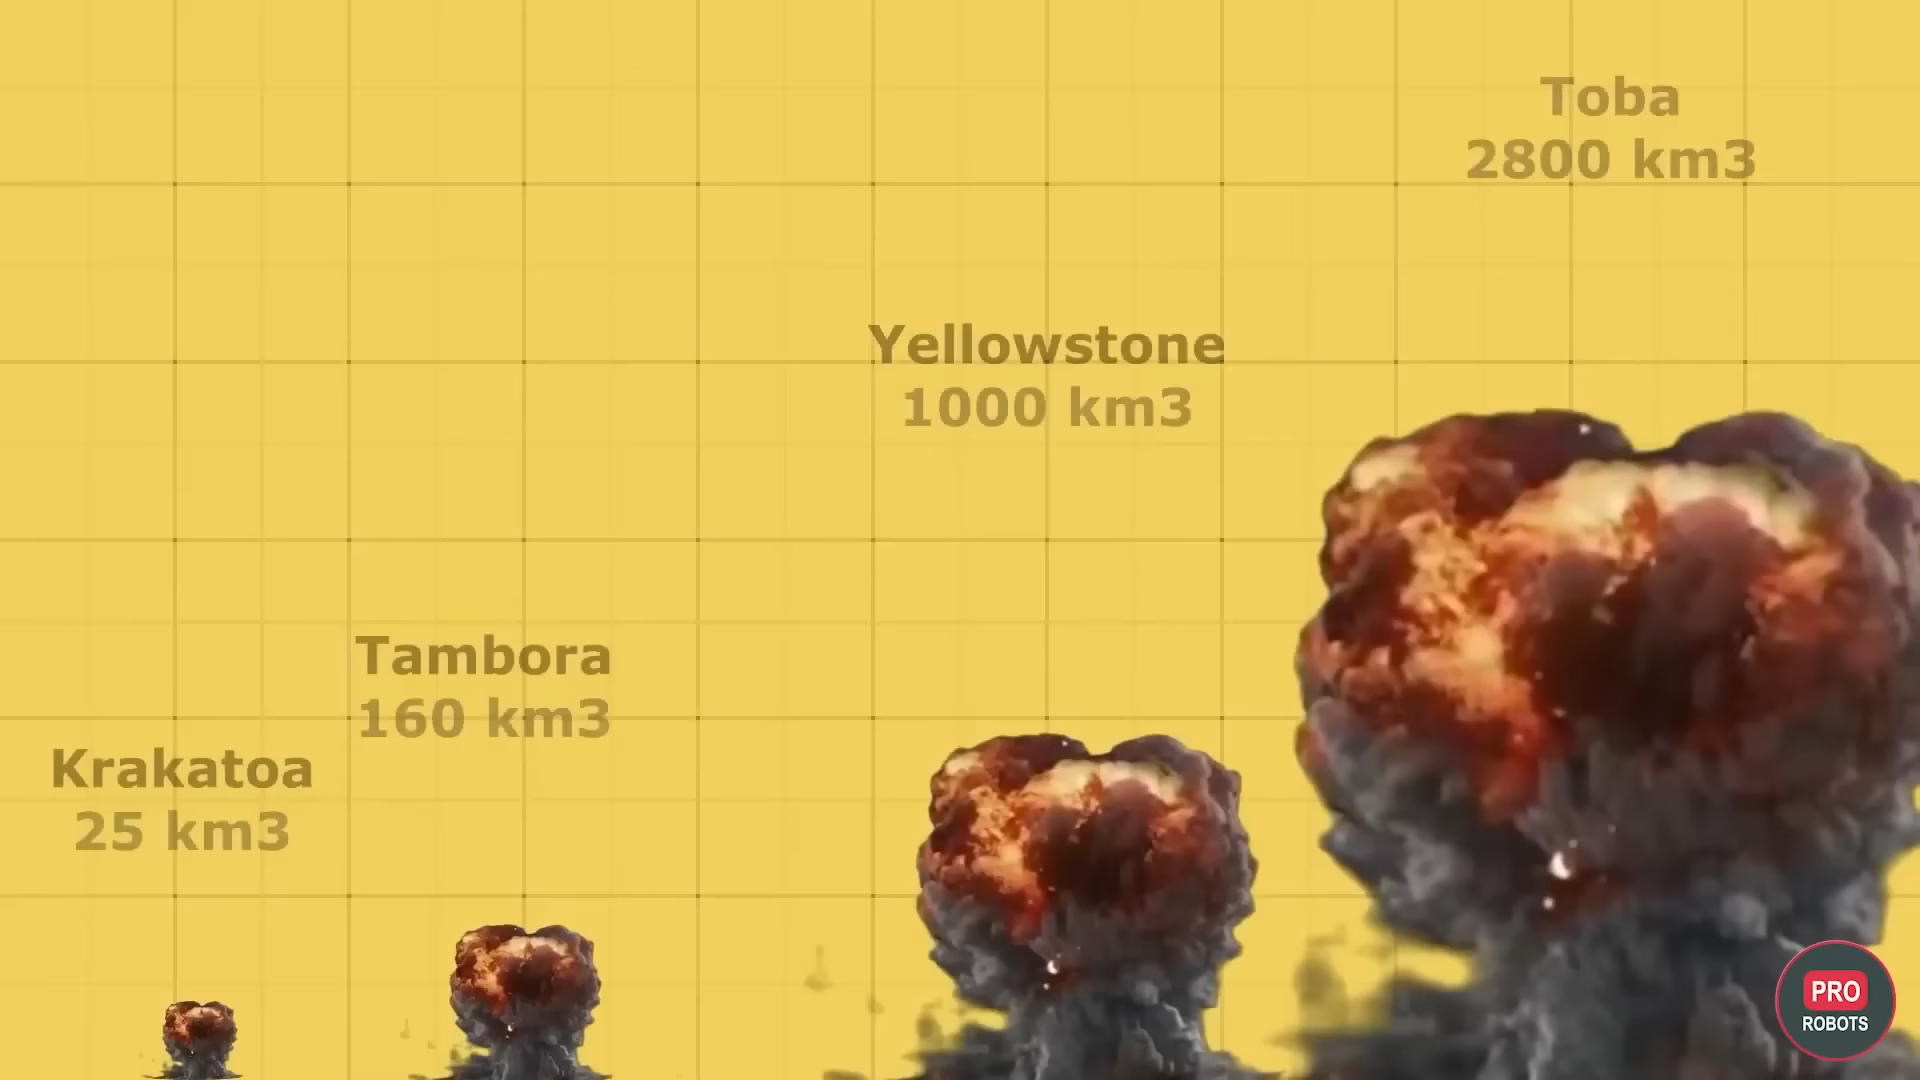 Toba
2800 km3
Yellowstone
1000 km3
Tambora
160 km3
Krakatoa
25 km3
PRO
ROBOTS